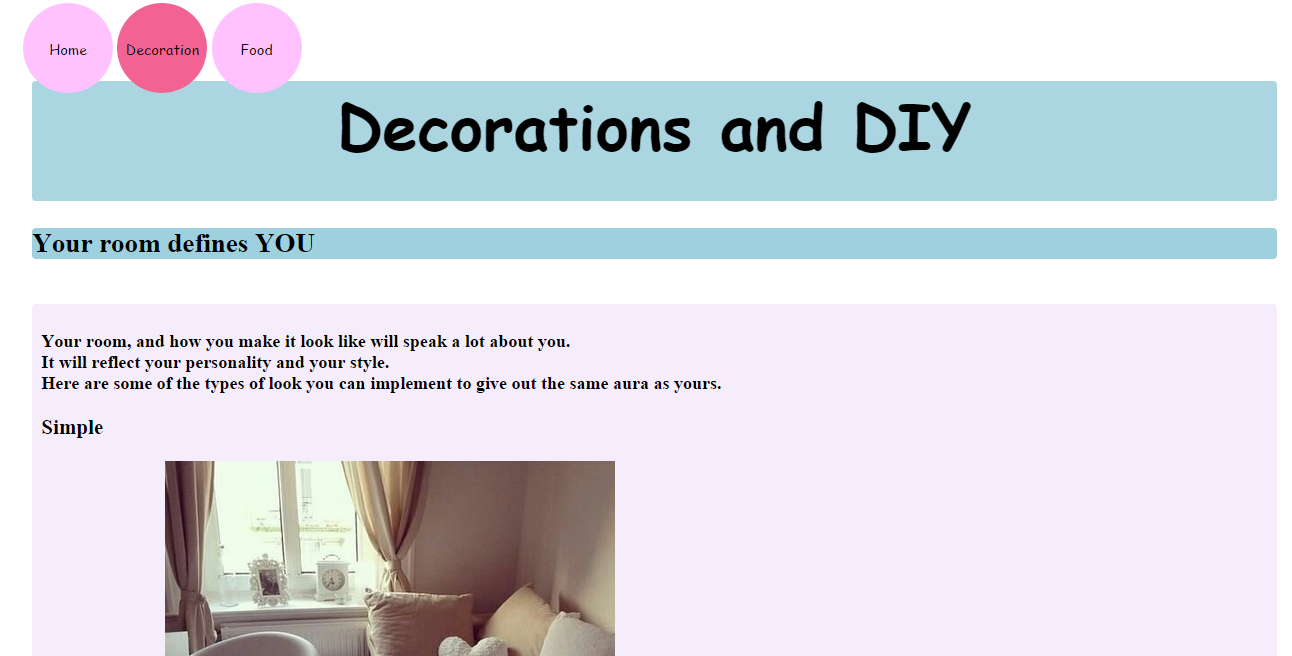 Home Decoration Food
Decorations and DIY
Your room defines YOU
Your room, and how you make it look like will speak a lot about you.
It will reflect your personality and your style.
Here are some of the types of look you can implement to give out the same aura as yours.
Simple